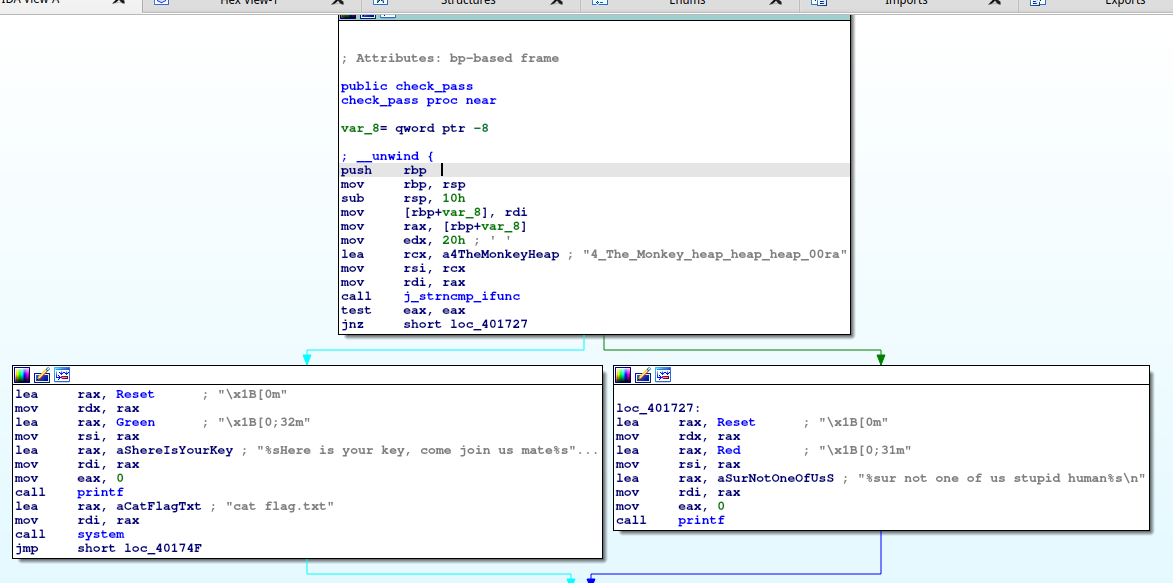 IDA View-A Hex View-1 Structures Enums Imports Exports
; Attributes: bp-based frame
public check_pass
check_pass proc near
var_8= qword ptr -8
; __unwind {
push rbp
mov rbp, rsp
sub rsp, 10h
mov [rbp+var_8], rdi
mov rax, [rbp+var_8]
mov edx, 20h ; ' '
lea rcx, a4TheMonkeyHeap ; "4_The_Monkey_heap_heap_heap_00ra"
mov rsi, rcx
mov rdi, rax
call j_strncmp_ifunc
test eax, eax
jnz short loc_401727
lea rax, Reset ; "\x1B[0m"
mov rdx, rax
lea rax, Green ; "\x1B[0;32m"
mov rsi, rax
lea rax, aShereIsYourKey ; "%sHere is your key, come join us mate%s"...
mov rdi, rax
mov eax, 0
call printf
lea rax, aCatFlagTxt ; "cat flag.txt"
mov rdi, rax
call system
jmp short loc_40174F
loc_401727:
lea rax, Reset ; "\x1B[0m"
mov rdx, rax
lea rax, Red ; "\x1B[0;31m"
mov rsi, rax
lea rax, aSurNotOneOfUsS ; "%sur not one of us stupid human%s\n"
mov rdi, rax
mov eax, 0
call printf